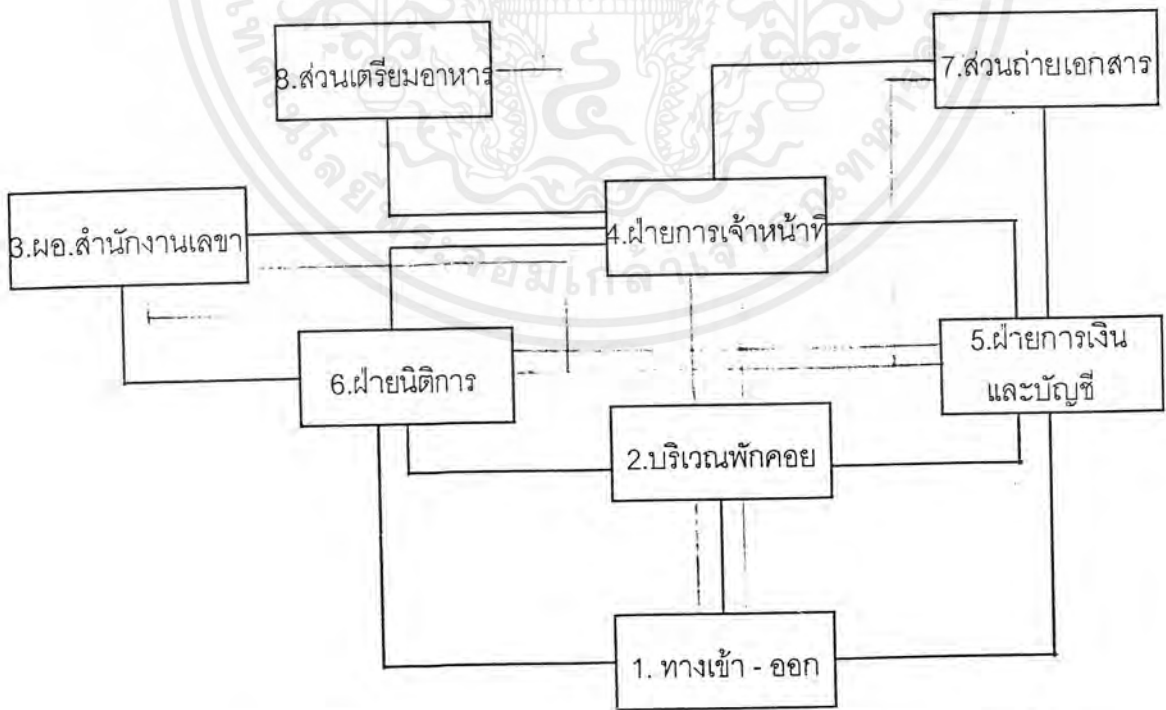 8.ส่วนเตรียมอาหาร
7.ส่วนถ่ายเอกสาร
3.ผอ.สำนักงานเลขา
4.ฝ่ายการเจ้าหน้าที่
6.ฝ่ายนิติการ
5.ฝ่ายการเงิน
และบัญชี
2.บริเวณพักคอย
1. ทางเข้า - ออก